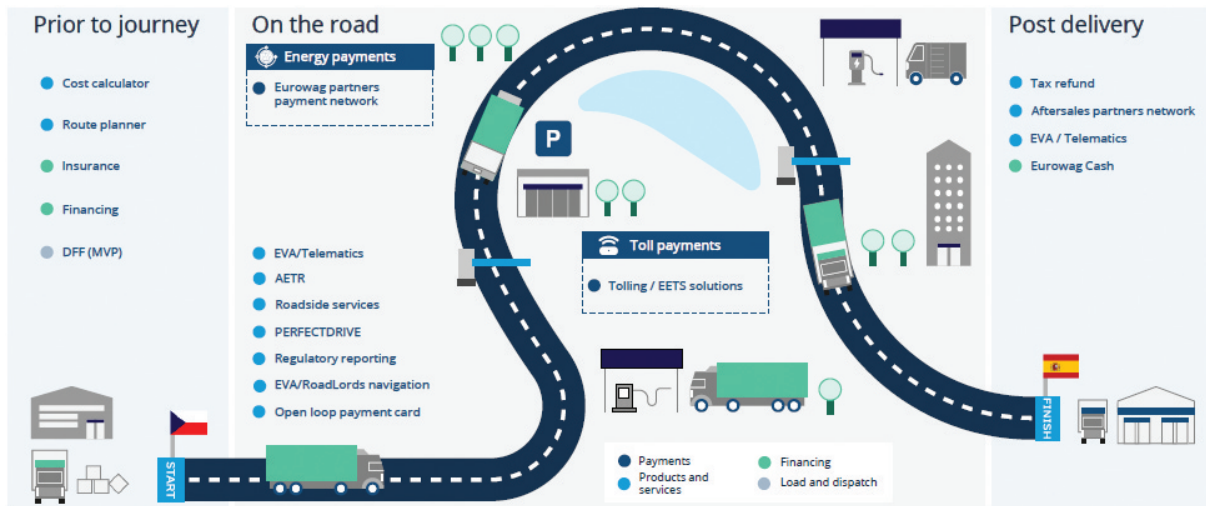 Prior to journey
Cost calculator
Route planner
Insurance
Financing
DFF (MVP)
START
On the road
Energy payments
Eurowag partners
payment network
P
EVA/Telematics
AETR
Roadside services
PERFECTDRIVE
Regulatory reporting
EVA/RoadLords navigation
Open loop payment card
Toll payments
Tolling / EETS solutions
Payments
Products and
services
Financing
Load and dispatch
Post delivery
Tax refund
Aftersales partners network
EVA / Telematics
Eurowag Cash
FINISH